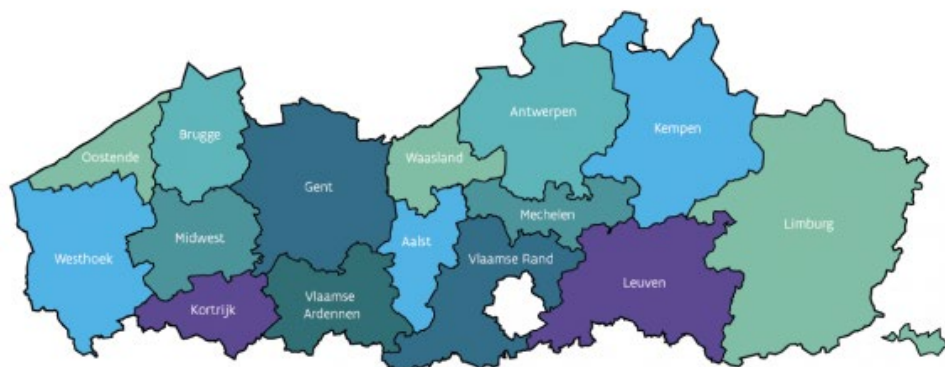 Antwerpen
Kempen
Brugge
Oostende
Waasland
Gent
Mechelen
Limburg
Midwest
Aalst
Westhoek
Vlaamse Rand
Leuven
Kortrijk
Vlaamse
Ardennen